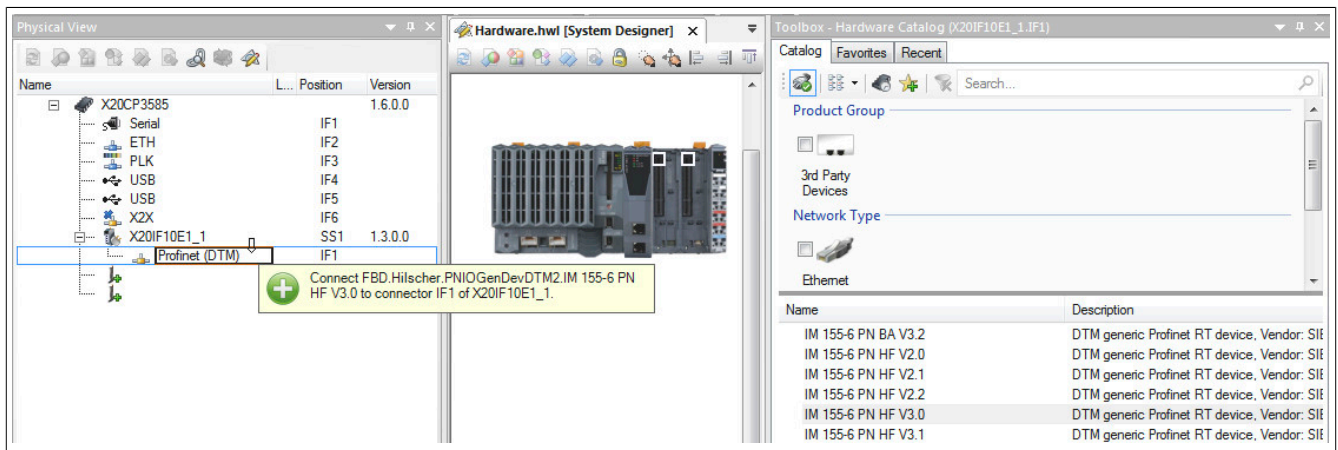 Physical View
Name L... Position Version
X20CP3585 1.6.0.0
Serial IF1
ETH IF2
PLK IF3
USB IF4
USB IF5
X2X IF6
X20IF10E1_1 SS1 1.3.0.0
Profinet (DTM) IF1
Connect FBD.Hilscher.PNIOGenDevDTM2.IM 155-6 PN
HF V3.0 to connector IF1 of X20IF10E1_1.
Hardware.hwl [System Designer]
Toolbox - Hardware Catalog (X20IF10E1_1.IF1)
Catalog Favorites Recent
Search...
Product Group
3rd Party
Devices
Network Type
Ethernet
Name Description
IM 155-6 PN BA V3.2 DTM generic Profinet RT device, Vendor: SIE
IM 155-6 PN HF V2.0 DTM generic Profinet RT device, Vendor: SIE
IM 155-6 PN HF V2.1 DTM generic Profinet RT device, Vendor: SIE
IM 155-6 PN HF V2.2 DTM generic Profinet RT device, Vendor: SIE
IM 155-6 PN HF V3.0 DTM generic Profinet RT device, Vendor: SIE
IM 155-6 PN HF V3.1 DTM generic Profinet RT device, Vendor: SIE